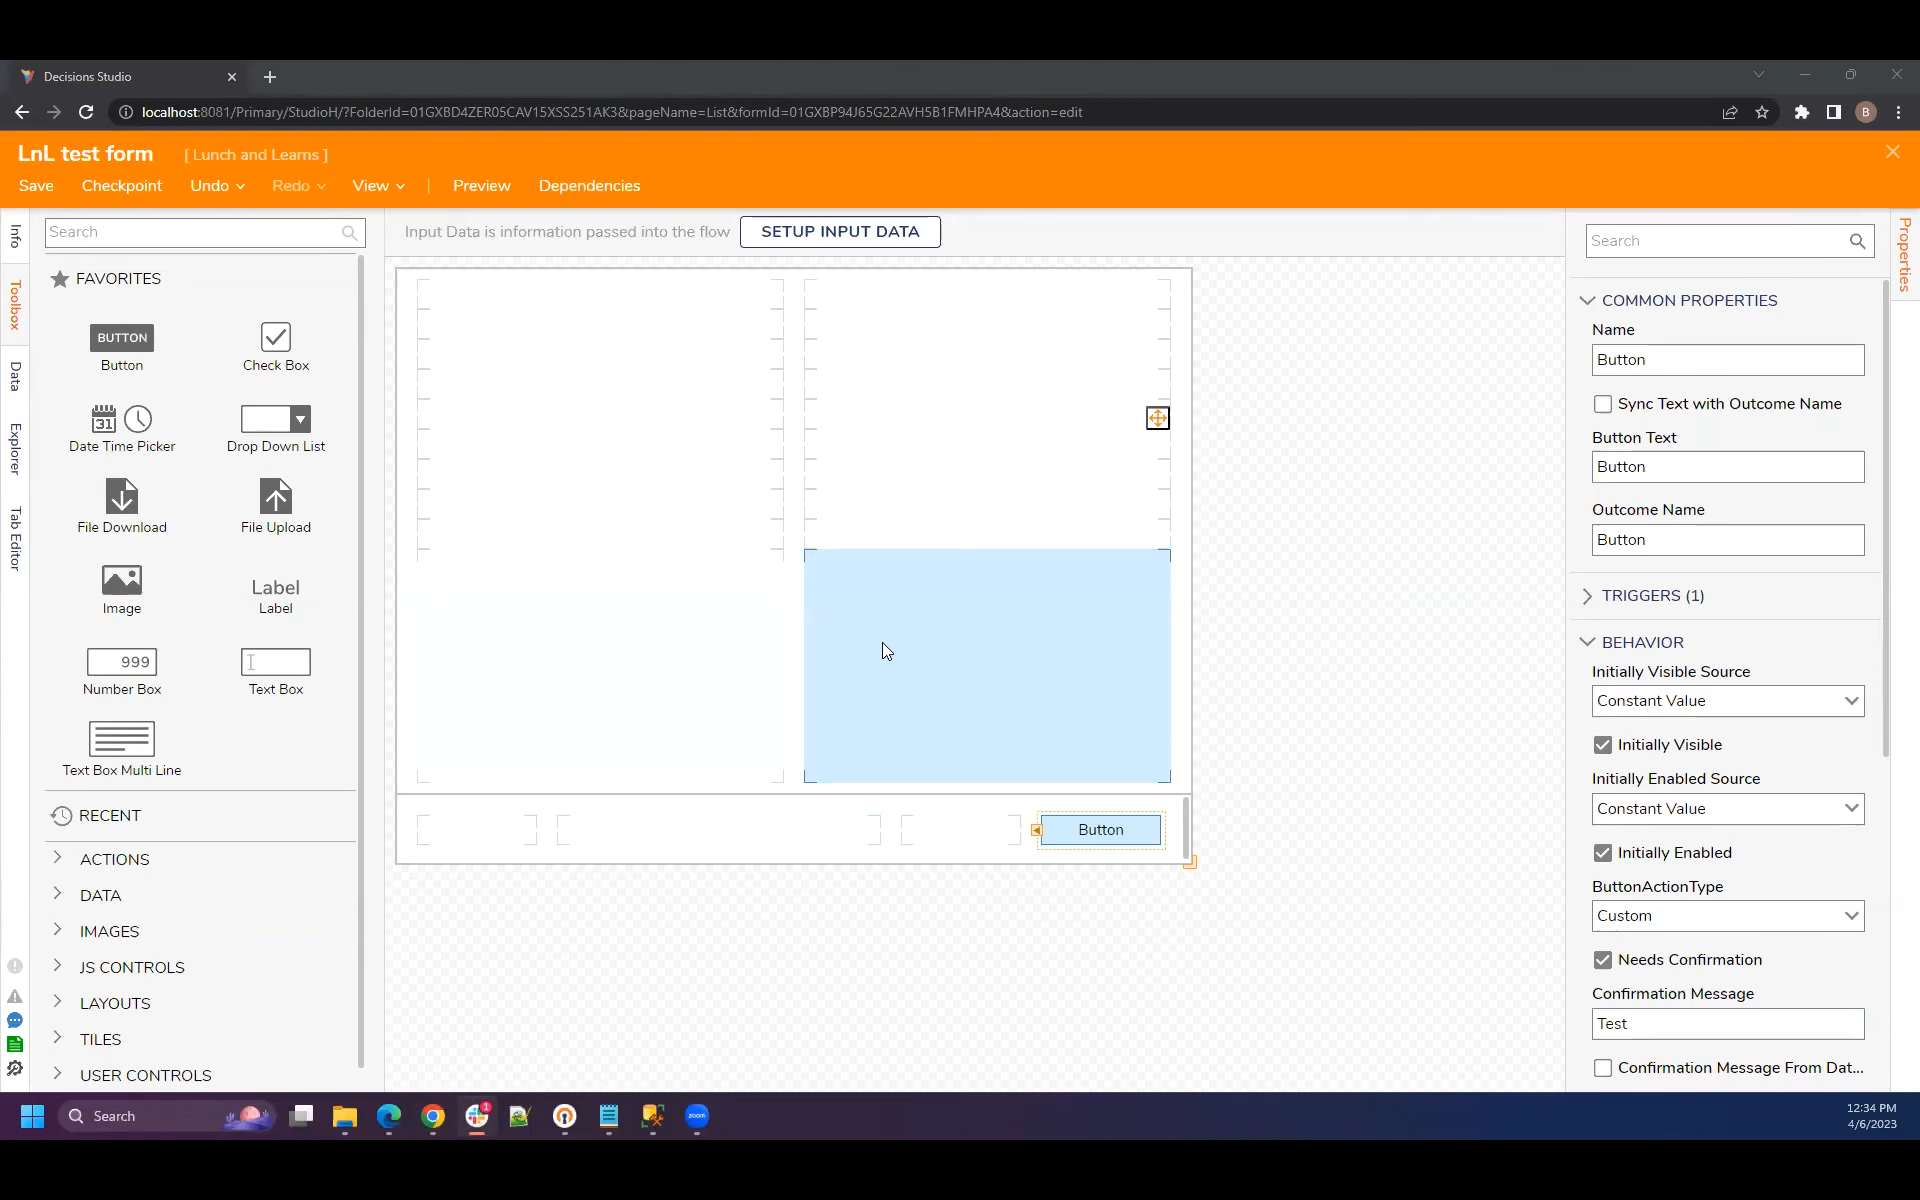 Decisions Studio
localhost:8081/Primary/StudioH/?FolderId=01GXBD4ZER05CAV15XSS251AK3&pageName=List&formId=01GXBP94J65G22AVH5B1FMHPA4&action=edit
B
LnL test form [ Lunch and Learns ]
Save Checkpoint Undo Redo View | Preview Dependencies
Info
Toolbox
Data
Explorer
Tab Editor
Search
FAVORITES
BUTTON
Button
Check Box
31
Date Time Picker
Drop Down List
File Download
File Upload
Image
Label
Label
999
Number Box
Text Box
Text Box Multi Line
RECENT
ACTIONS
DATA
IMAGES
JS CONTROLS
LAYOUTS
TILES
USER CONTROLS
Input Data is information passed into the flow
SETUP INPUT DATA
Button
Properties
Search
COMMON PROPERTIES
Name
Button
Sync Text with Outcome Name
Button Text
Button
Outcome Name
Button
TRIGGERS (1)
BEHAVIOR
Initially Visible Source
Constant Value
Initially Visible
Initially Enabled Source
Constant Value
Initially Enabled
ButtonActionType
Custom
Needs Confirmation
Confirmation Message
Test
Confirmation Message From Dat...
Search
1
zoom
12:34 PM
4/6/2023